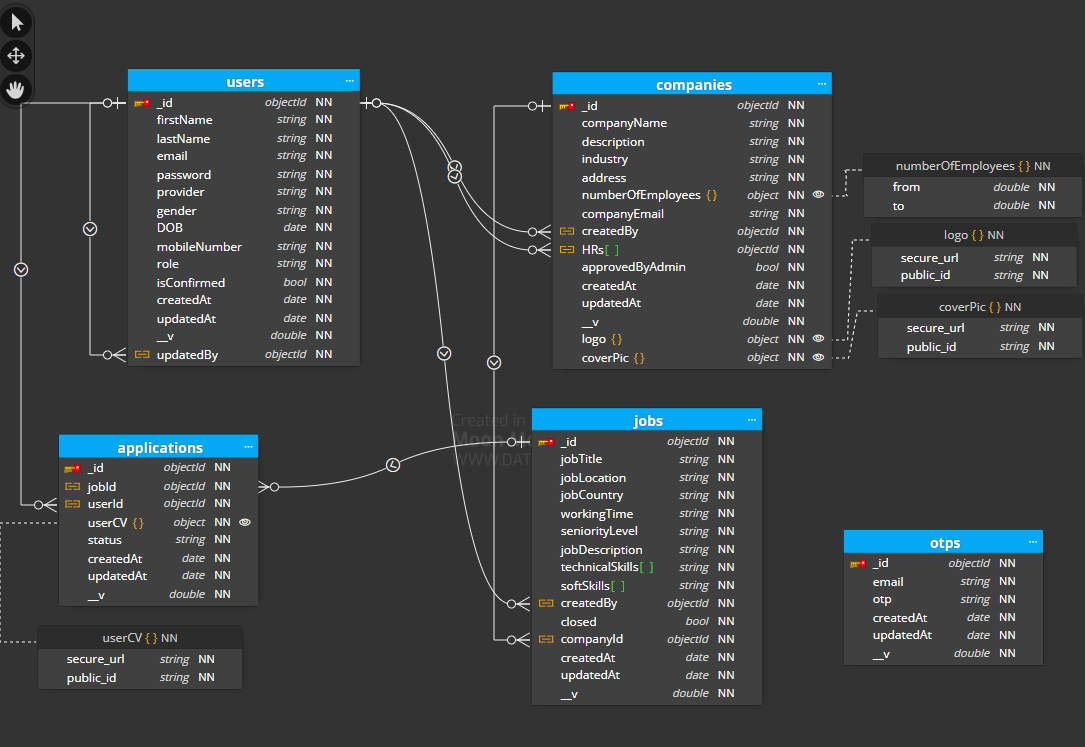 users ...
_id objectId NN
firstName string NN
lastName string NN
email string NN
password string NN
provider string NN
gender string NN
DOB string NN
mobileNumber string NN
role string NN
isConfirmed bool NN
createdAt date NN
updatedAt date NN
__v double NN
updatedBy objectId NN
companies ...
_id objectId NN
companyName string NN
description string NN
industry string NN
address string NN
numberOfEmployees {} object NN
companyEmail string NN
createdBy objectId NN
HRs[ ] objectId NN
approvedByAdmin bool NN
createdAt date NN
updatedAt date NN
__v double NN
logo {} object NN
coverPic {} object NN
numberOfEmployees { } NN
from double NN
to double NN
logo { } NN
secure_url string NN
public_id string NN
coverPic { } NN
secure_url string NN
public_id string NN
Created in
Moon M
WWW.DAT
applications ...
_id objectId NN
jobId objectId NN
userId objectId NN
userCV {} object NN
status string NN
createdAt date NN
updatedAt date NN
__v double NN
userCV { } NN
secure_url string NN
public_id string NN
jobs ...
_id objectId NN
jobTitle string NN
jobLocation string NN
jobCountry string NN
workingTime string NN
seniorityLevel string NN
jobDescription string NN
technicalSkills[ ] string NN
softSkills[ ] string NN
createdBy objectId NN
closed bool NN
companyId objectId NN
createdAt date NN
updatedAt date NN
__v double NN
otps ...
_id objectId NN
email string NN
otp string NN
createdAt date NN
updatedAt date NN
__v double NN